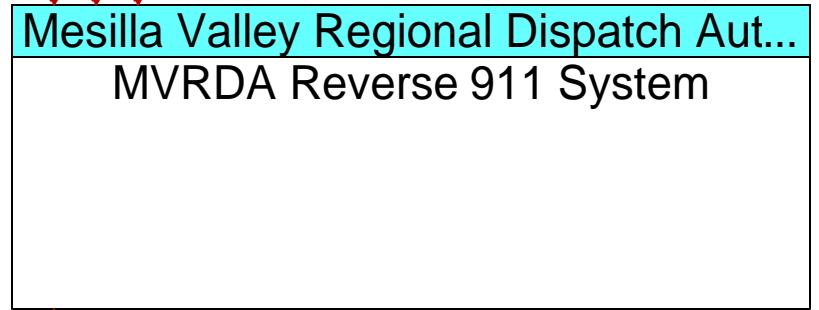 Mesilla Valley Regional Dispatch Aut...
MVRDA Reverse 911 System